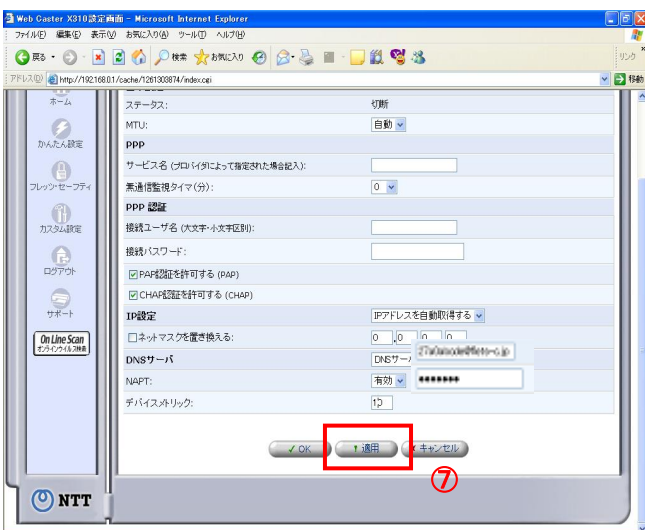 Web Caster X310設定画面 - Microsoft Internet Explorer
ファイル(F) 編集(E) 表示(V) お気に入り(A) ツール(T) ヘルプ(H)
戻る 検索 お気に入り リンク
アドレス(D) http://192.168.0.1/cache/1261303874/index.cgi 移動
ホーム
かんたん設定
フレッツ・セーフティ
カスタム設定
ログアウト
サポート
On Line Scan
オンラインウイルス検索
ステータス: 切断
MTU: 自動
PPP
サービス名 (プロバイダによって指定された場合記入):
無通信監視タイマ(分): 0
PPP 認証
接続ユーザ名 (大文字・小文字区別):
接続パスワード:
PAP認証を許可する (PAP)
CHAP認証を許可する (CHAP)
IP設定 IPアドレスを自動取得する
ネットマスクを置き換える: 0 .0 0 0
DNSサーバ DNSサー
NAPT: 有効 •••••••
デバイスメトリック:
✓ OK ! 適用 キャンセル
⑦
NTT